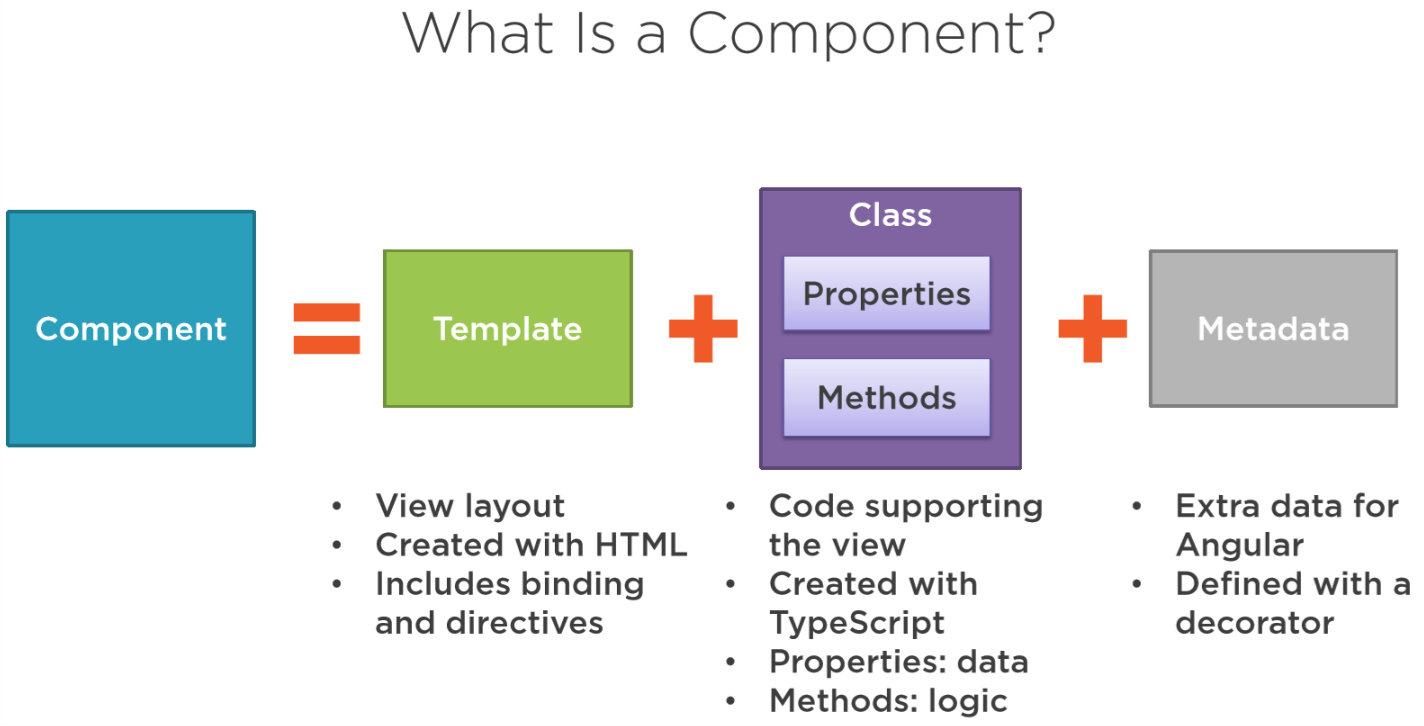 What Is a Component?
Component
=
Template
+
Class
Properties
Methods
+
Metadata
• View layout
• Created with HTML
• Includes binding
and directives
• Code supporting
the view
• Created with
TypeScript
• Properties: data
• Methods: logic
• Extra data for
Angular
• Defined with a
decorator